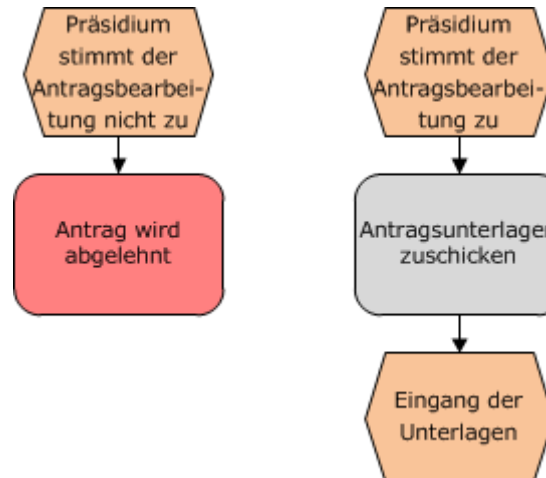 Präsidium
stimmt der
Antragsbearbei-
tung nicht zu
Präsidium
stimmt der
Antragsbearbei-
tung zu
Antrag wird
abgelehnt
Antragsunterlagen
zuschicken
Eingang der
Unterlagen